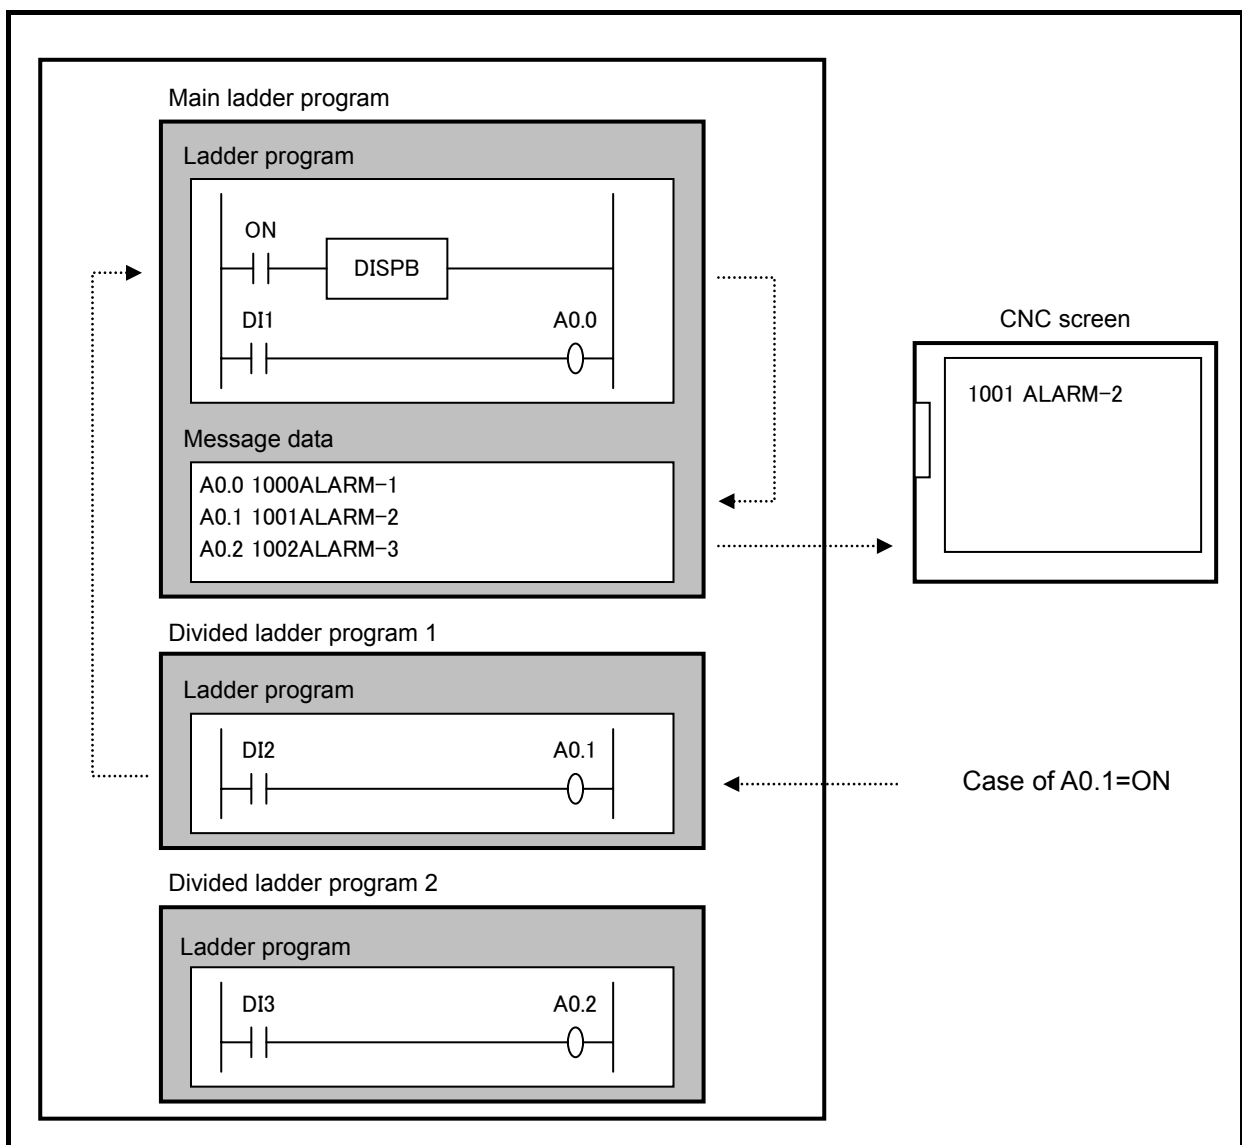 Main ladder program
Ladder program
ON
DISPB
DI1 A0.0
Message data
A0.0 1000ALARM-1
A0.1 1001ALARM-2
A0.2 1002ALARM-3
CNC screen
1001 ALARM-2
Divided ladder program 1
Ladder program
DI2 A0.1
Case of A0.1=ON
Divided ladder program 2
Ladder program
DI3 A0.2